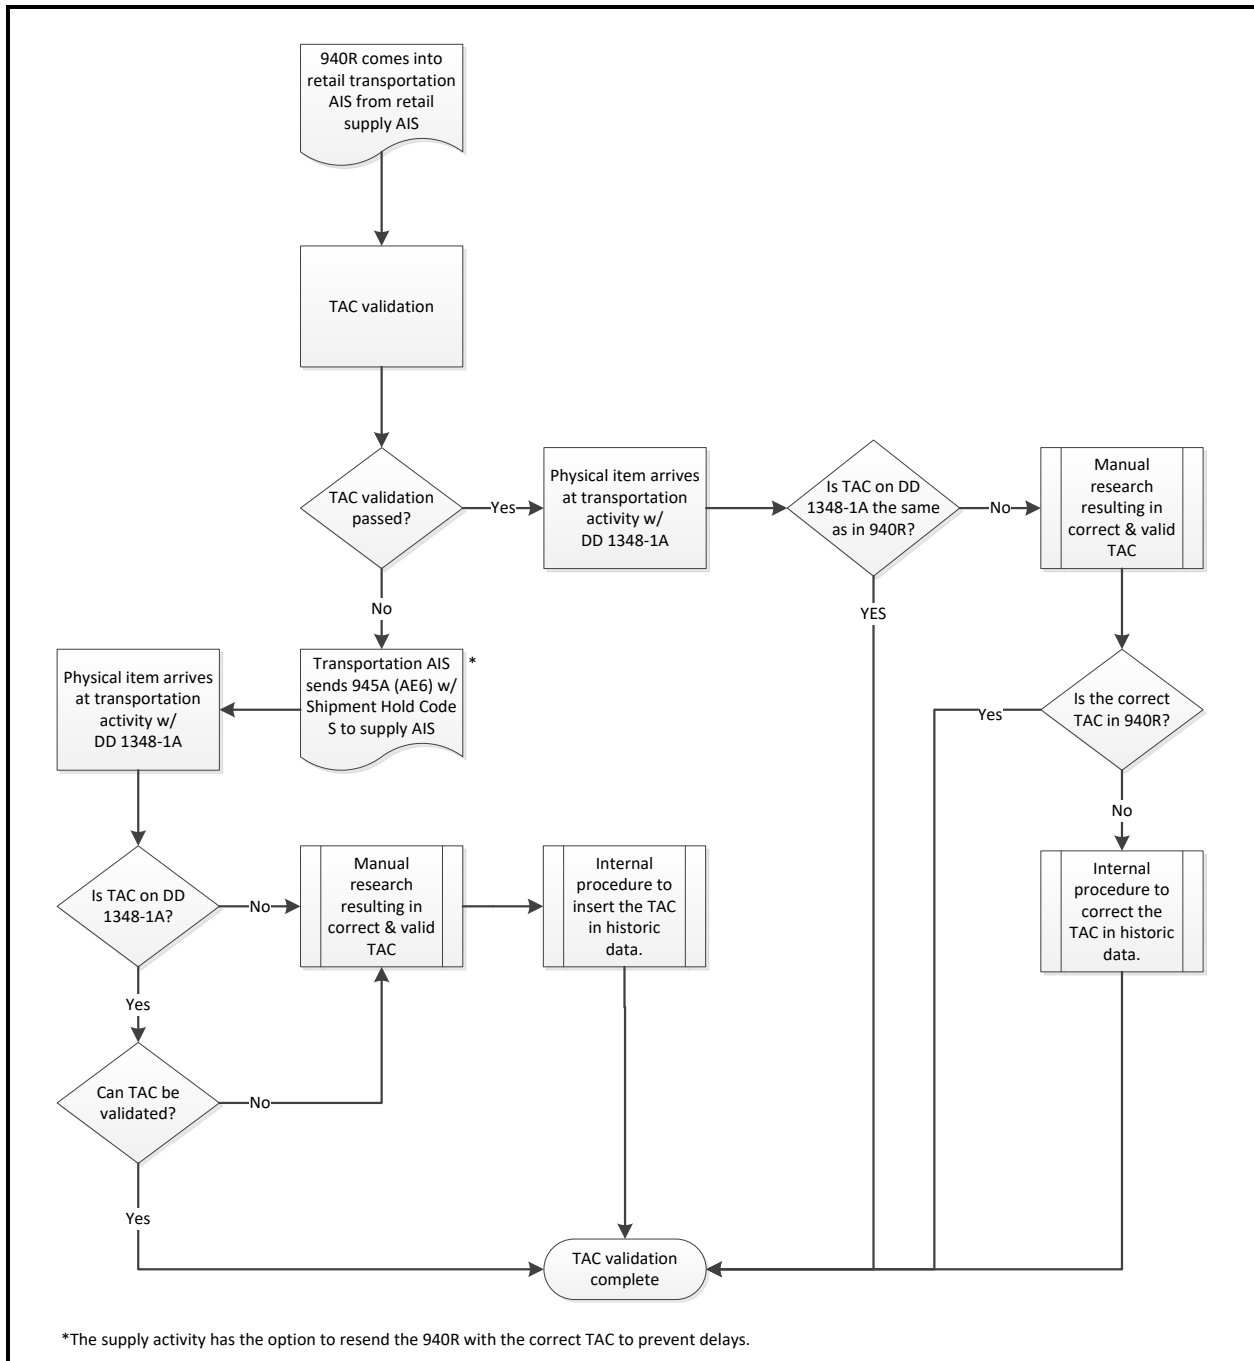 940R comes into
retail transportation
AIS from retail
supply AIS
TAC validation
TAC validation
passed?
Yes
Physical item arrives
at transportation
activity w/
DD 1348-1A
Is TAC on DD
1348-1A the same
as in 940R?
No
Manual
research
resulting in
correct & valid
TAC
No
YES
Transportation AIS
sends 945A (AE6) w/
Shipment Hold Code
S to supply AIS
*
Physical item arrives
at transportation
activity w/
DD 1348-1A
Is the correct
TAC in 940R?
Yes
No
Is TAC on DD
1348-1A?
No
Manual
research
resulting in
correct & valid
TAC
Internal
procedure to
insert the TAC
in historic
data.
Internal
procedure to
correct the
TAC in historic
data.
Yes
Can TAC be
validated?
No
Yes
TAC validation
complete
*The supply activity has the option to resend the 940R with the correct TAC to prevent delays.